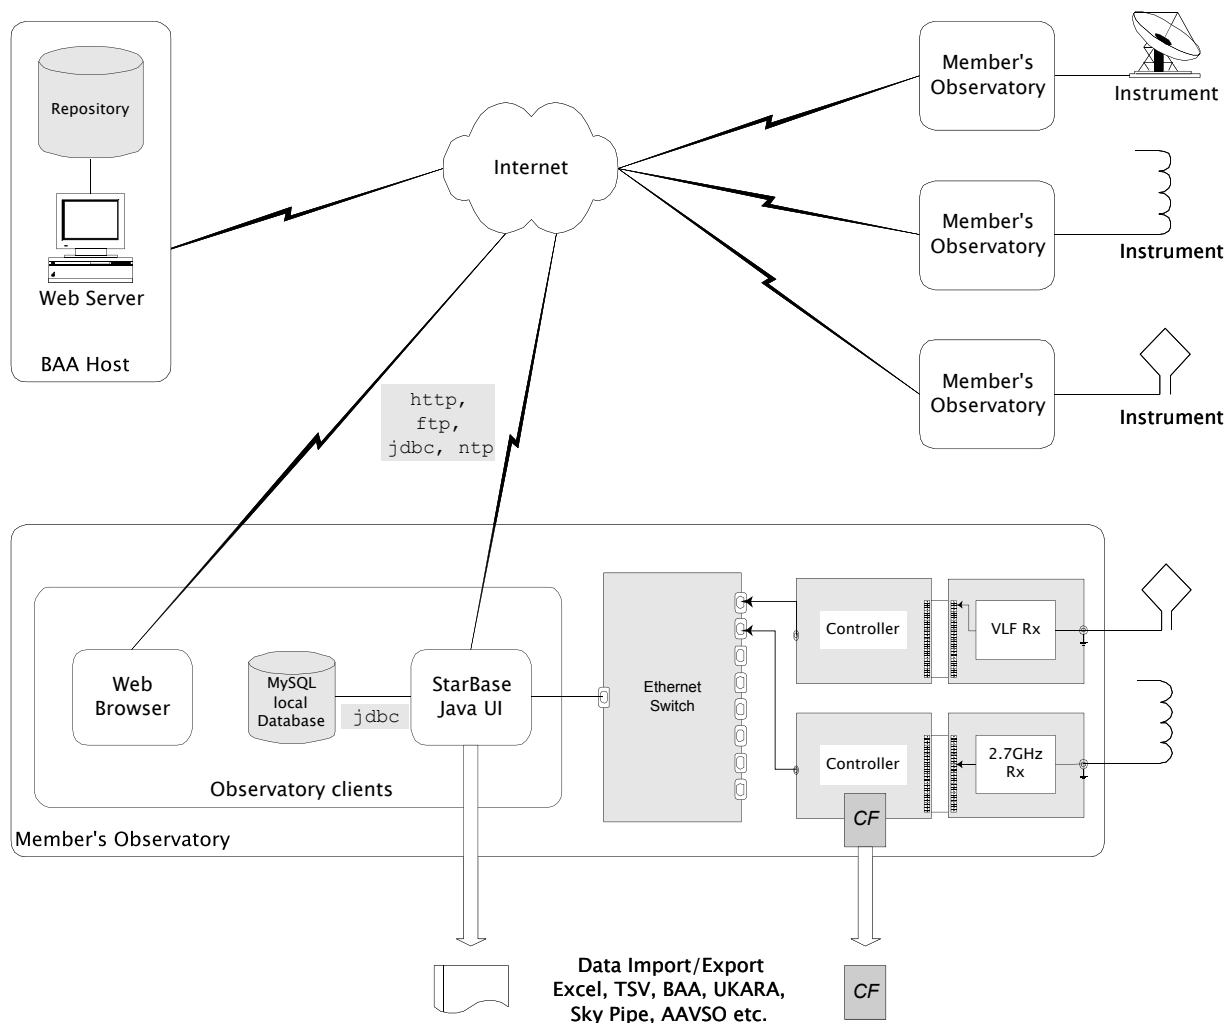 Repository
Web Server
BAA Host
Internet
Member's
Observatory
Instrument
Member's
Observatory
Instrument
Member's
Observatory
Instrument
http,
ftp,
jdbc, ntp
Web
Browser
MySQL
local
Database
jdbc
StarBase
Java UI
Observatory clients
Member's Observatory
Ethernet
Switch
Controller
VLF Rx
Controller
2.7GHz
Rx
CF
Data Import/Export
Excel, TSV, BAA, UKARA,
Sky Pipe, AAVSO etc.
CF